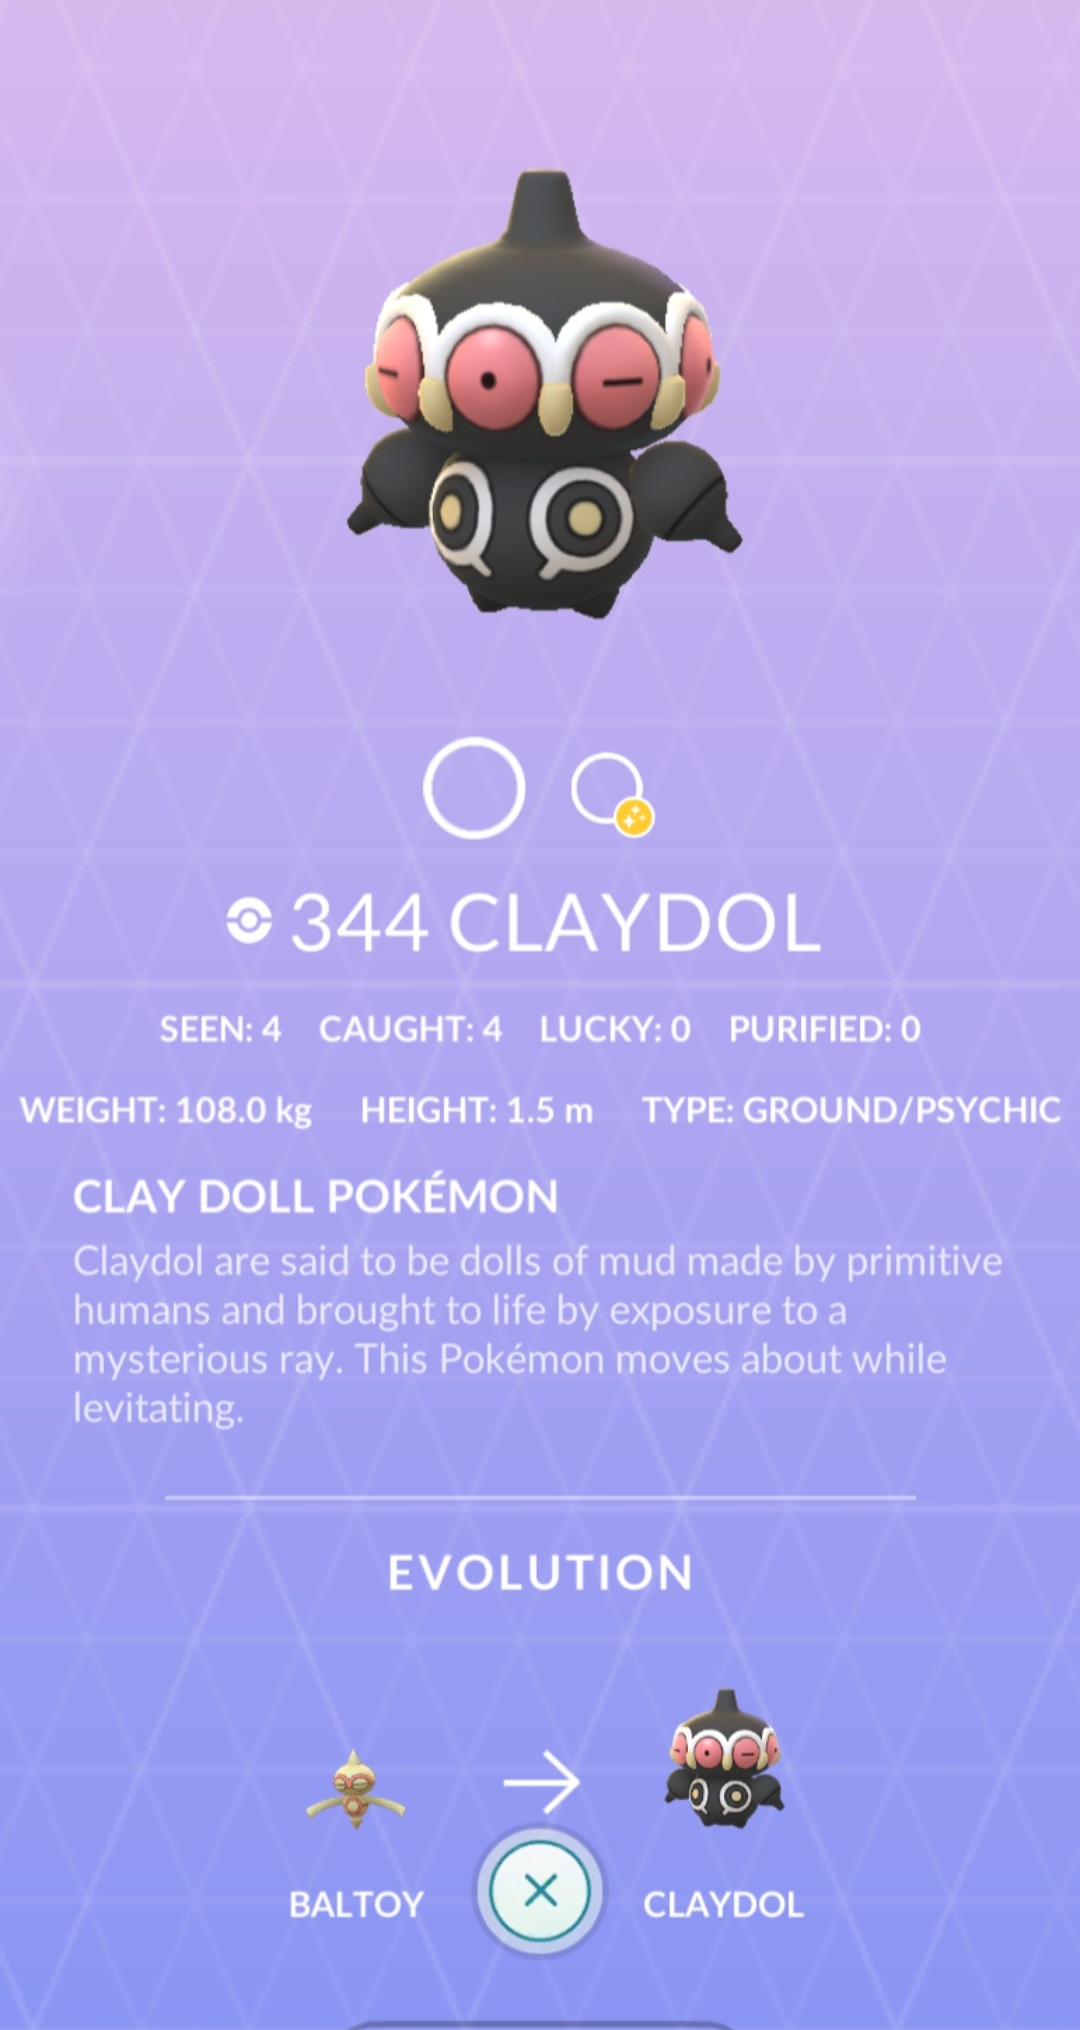 344 CLAYDOL
SEEN: 4 CAUGHT: 4 LUCKY: 0 PURIFIED: 0
WEIGHT: 108.0 kg HEIGHT: 1.5 m TYPE: GROUND/PSYCHIC
CLAY DOLL POKÉMON
Claydol are said to be dolls of mud made by primitive
humans and brought to life by exposure to a
mysterious ray. This Pokémon moves about while
levitating.
EVOLUTION
BALTOY CLAYDOL